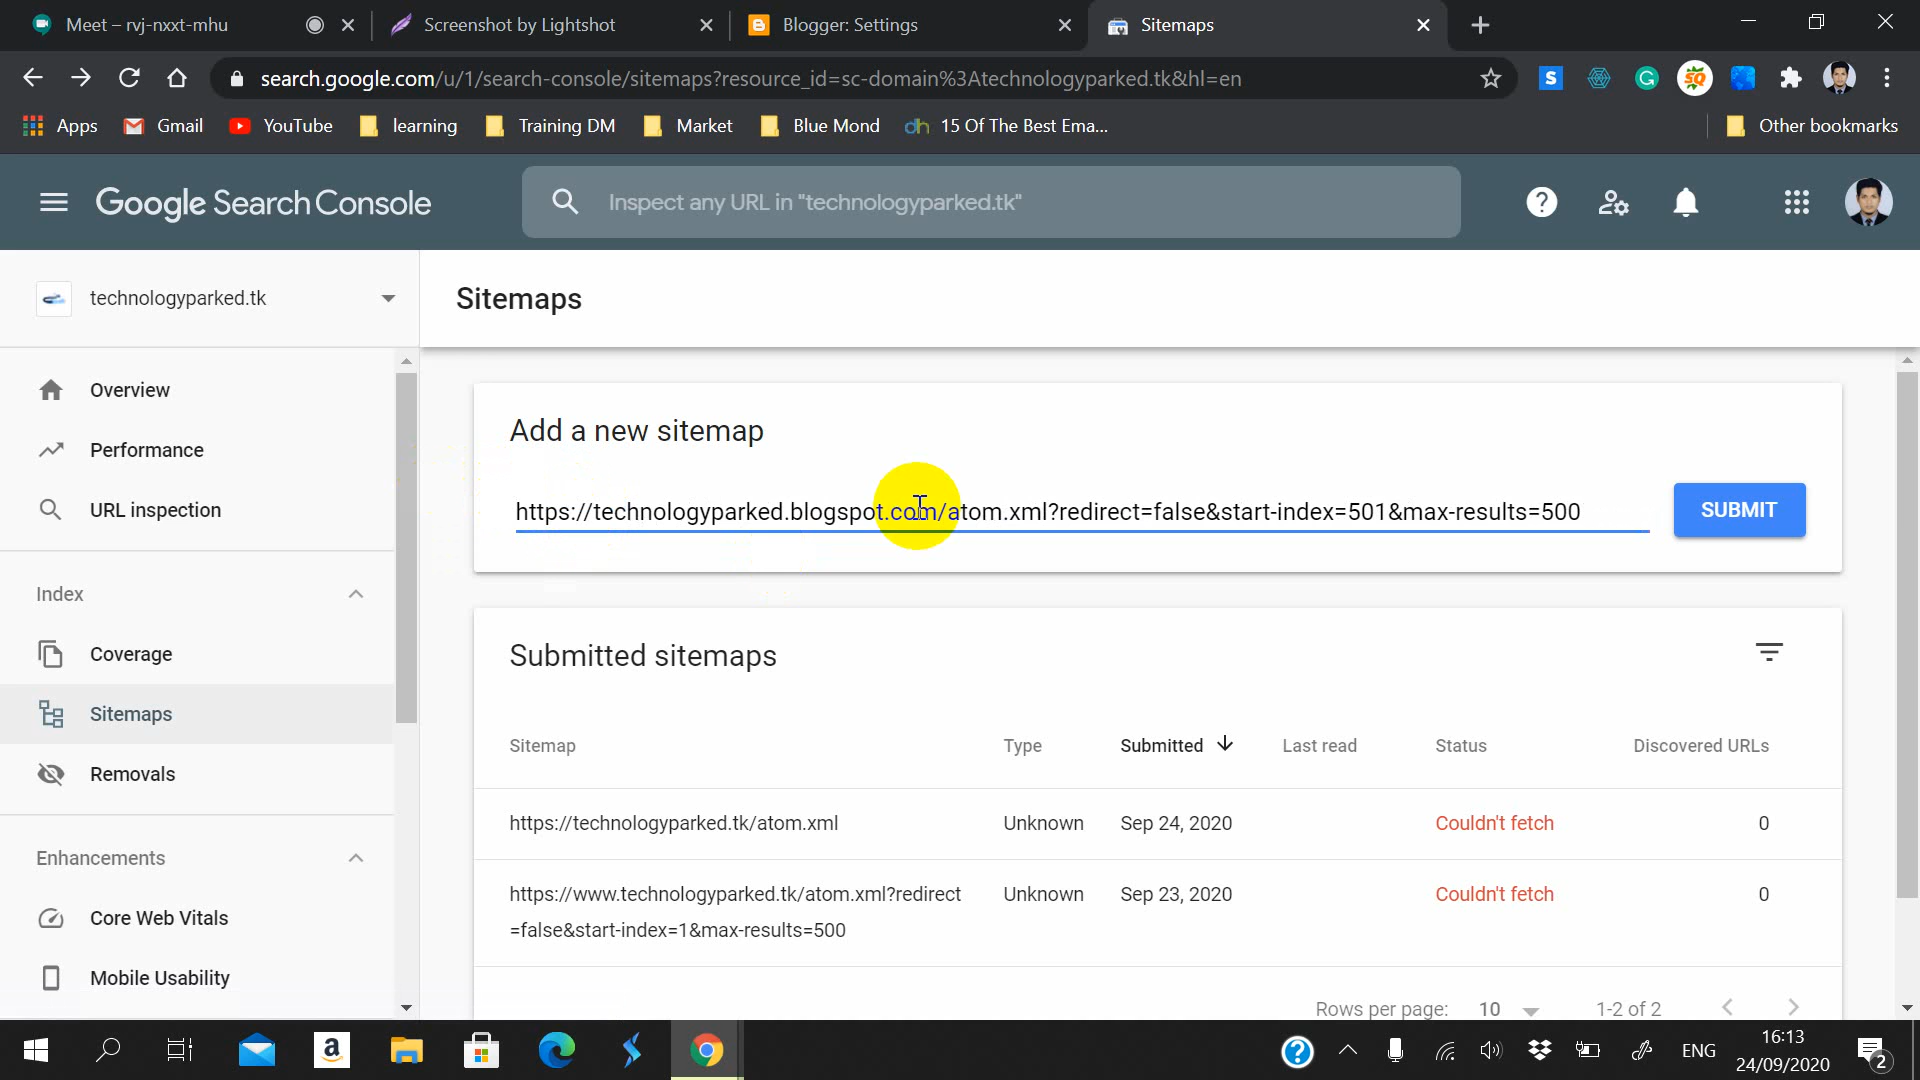 Meet – rvj-nxxt-mhu
Screenshot by Lightshot
Blogger: Settings
Sitemaps
search.google.com/u/1/search-console/sitemaps?resource_id=sc-domain%3Atechnologyparked.tk&hl=en
Apps
Gmail
YouTube
learning
Training DM
Market
Blue Mond
15 Of The Best Ema...
Other bookmarks
Google Search Console
Inspect any URL in "technologyparked.tk"
technologyparked.tk
Sitemaps
Overview
Performance
URL inspection
Index
Coverage
Sitemaps
Removals
Enhancements
Core Web Vitals
Mobile Usability
Add a new sitemap
https://technologyparked.blogspot.com/atom.xml?redirect=false&start-index=501&max-results=500
SUBMIT
Submitted sitemaps
Sitemap Type Submitted Last read Status Discovered URLs
https://technologyparked.tk/atom.xml Unknown Sep 24, 2020 Couldn't fetch 0
https://www.technologyparked.tk/atom.xml?redirect Unknown Sep 23, 2020 Couldn't fetch 0
=false&start-index=1&max-results=500
Rows per page: 10 1-2 of 2
ENG
16:13
24/09/2020
2